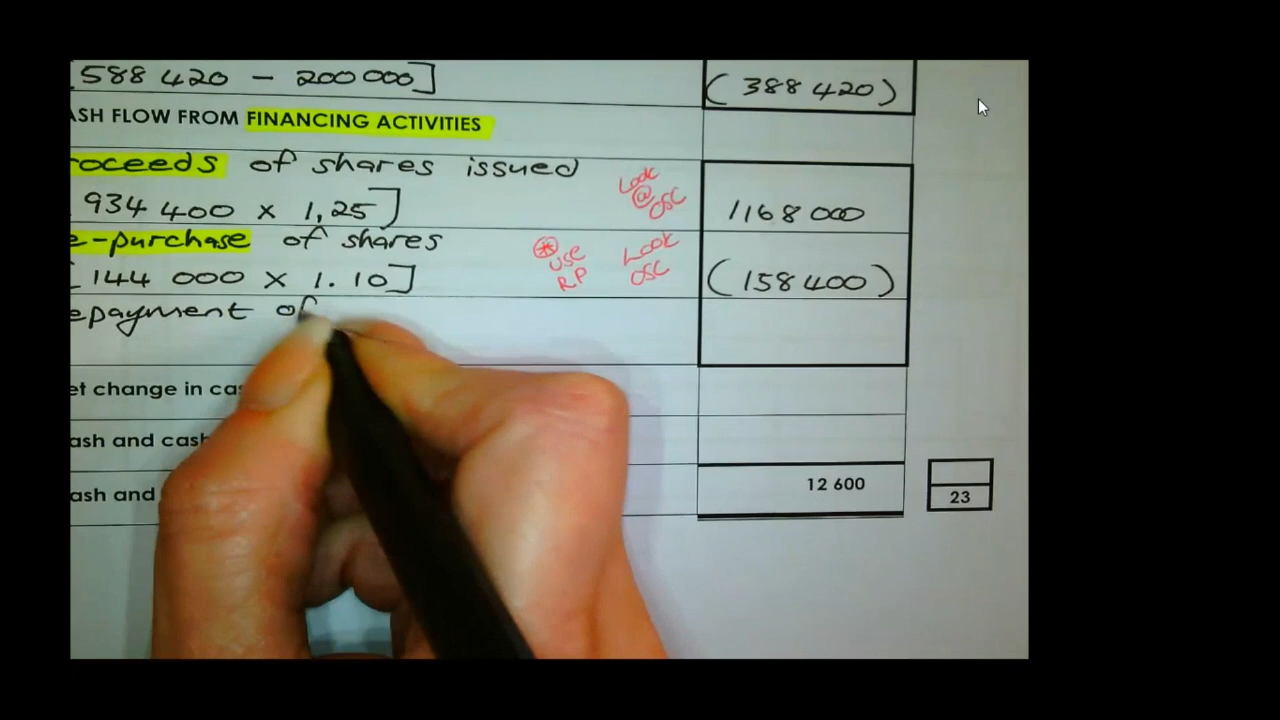 [588 420 - 200 000] (388 420)
ASH FLOW FROM FINANCING ACTIVITIES
roceeds of shares issued
934 400 x 1,25] Look @ OSC 1168 000
e-purchase of shares
[144 000 x 1.10] * USE RP Look OSC (158 400)
epayment of
et change in ca
ash and cash
ash and 12 600
23